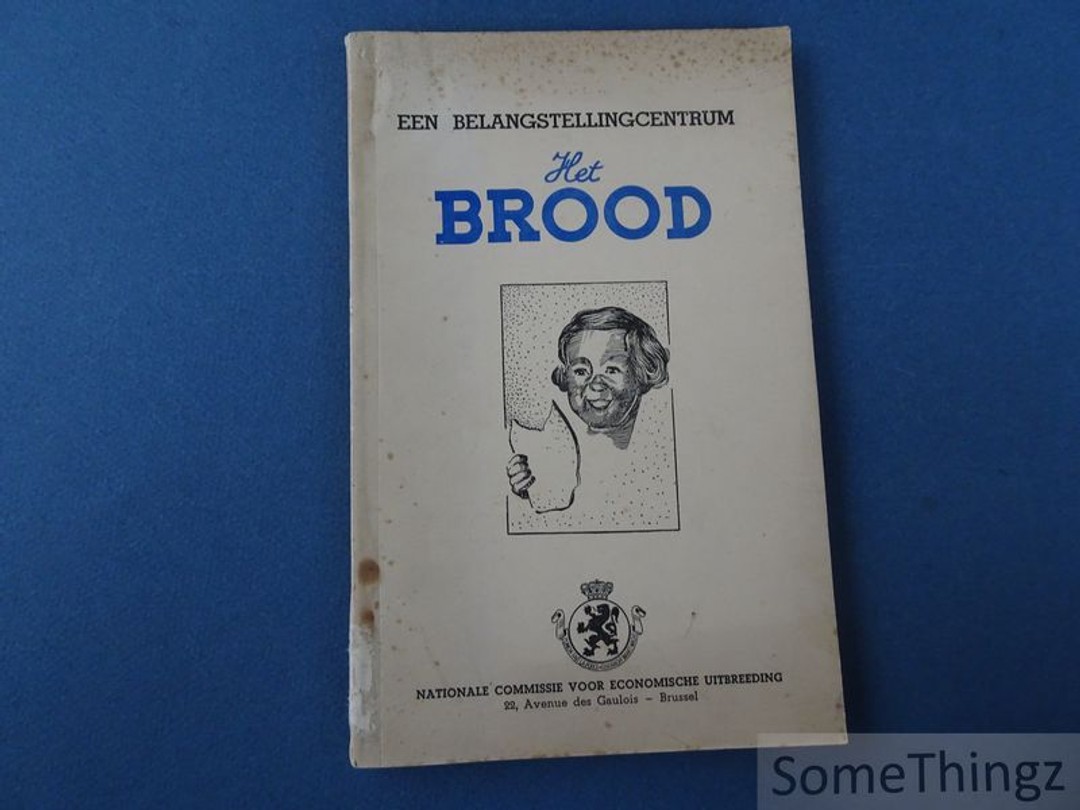 EEN BELANGSTELLINGCENTRUM
Het
BROOD
NATIONALE COMMISSIE VOOR ECONOMISCHE UITBREEDING
22, Avenue des Gaulois – Brussel
SomeThingz